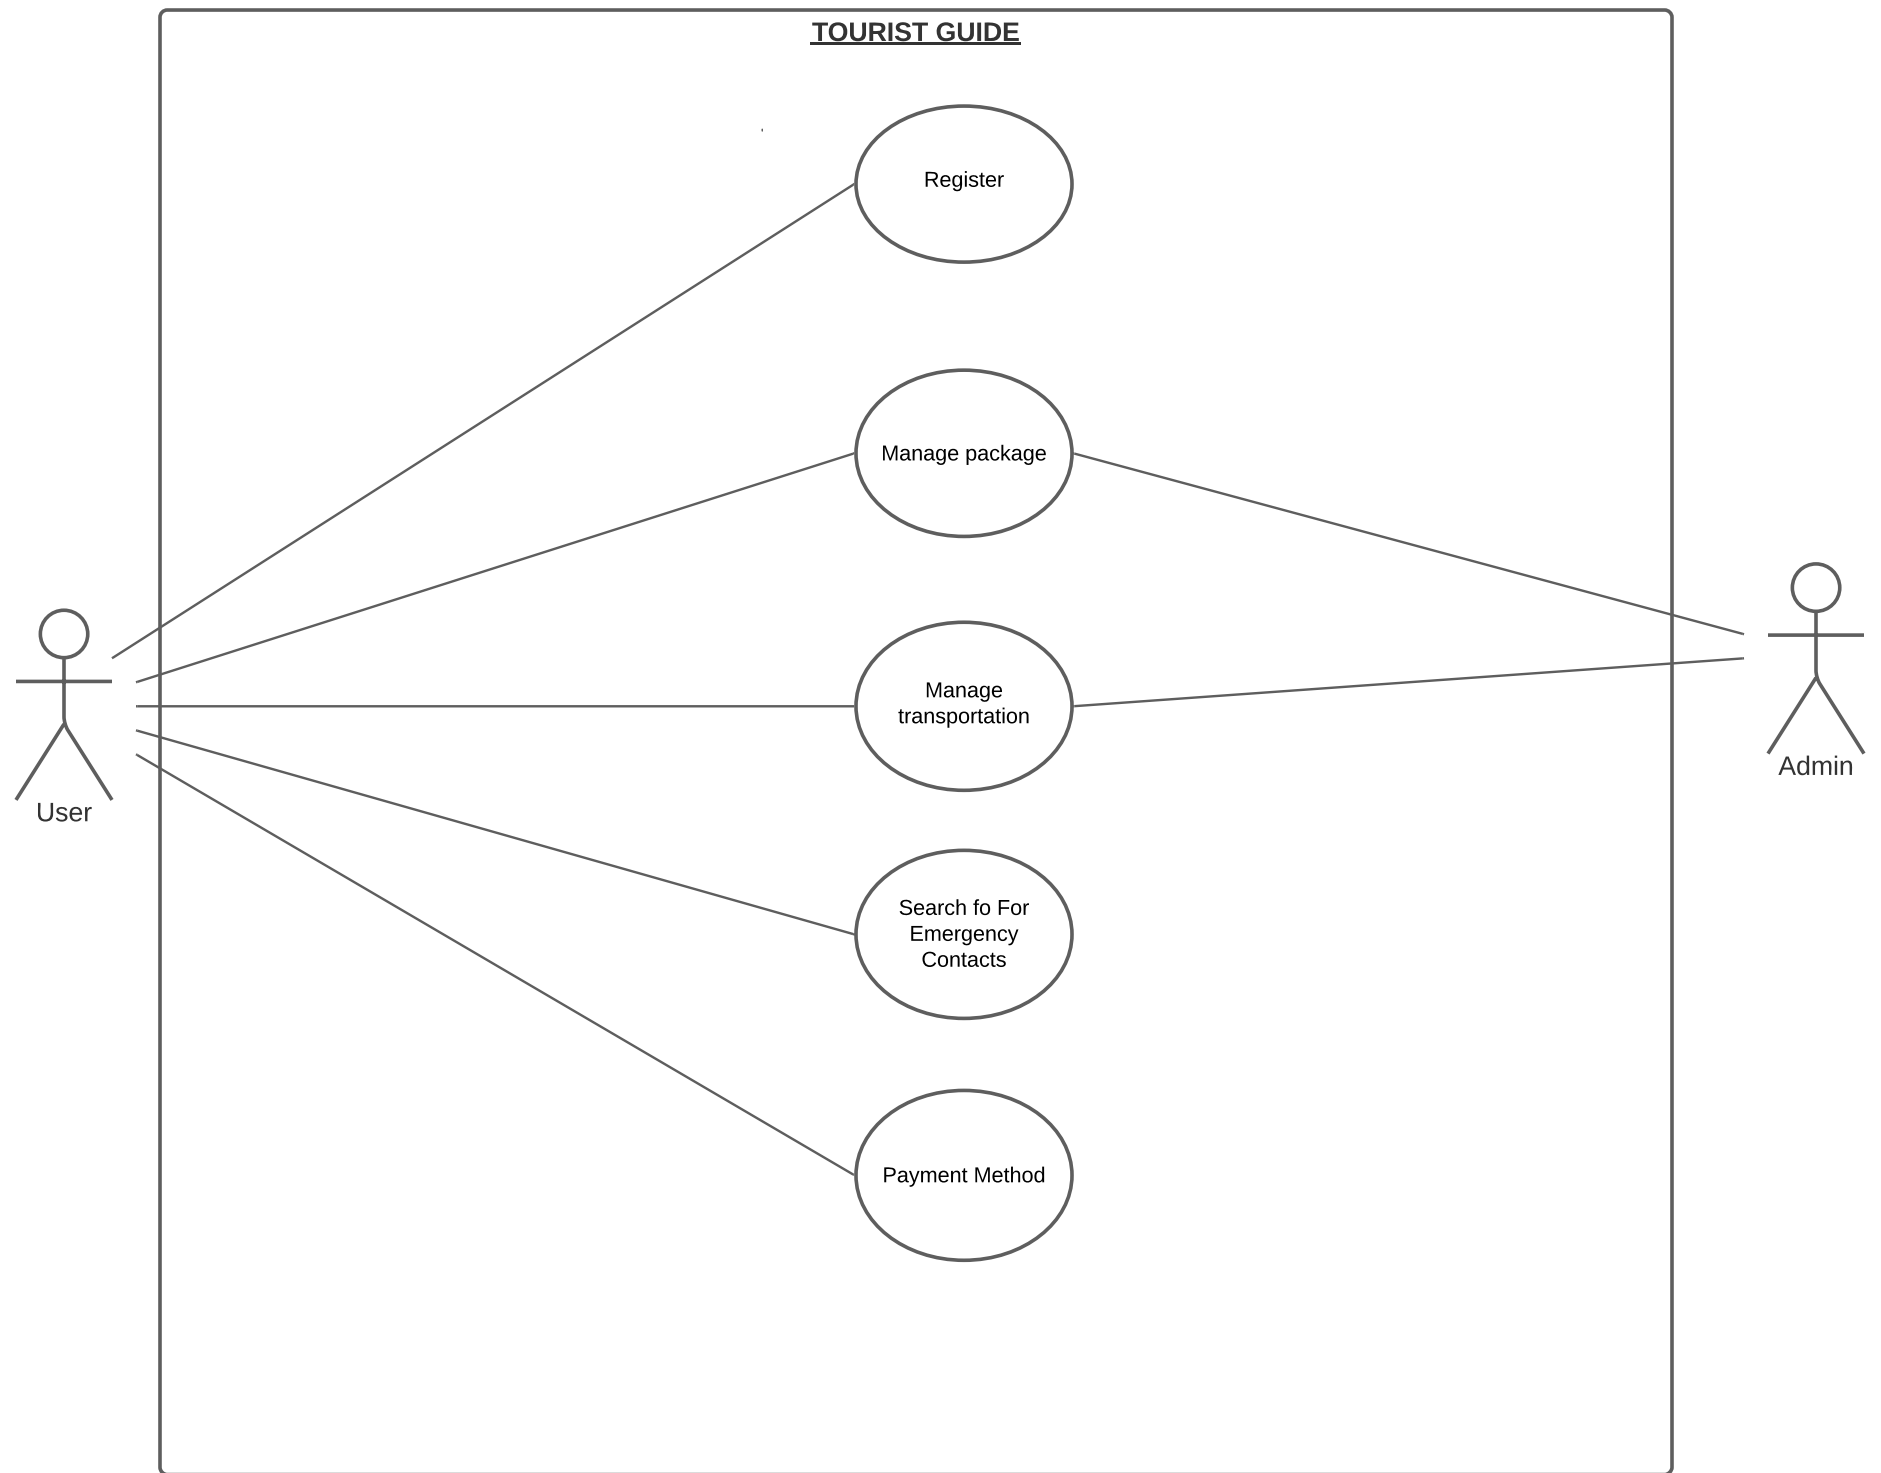 TOURIST GUIDE
Register
Manage package
Manage
transportation
User
Admin
Search fo For
Emergency
Contacts
Payment Method